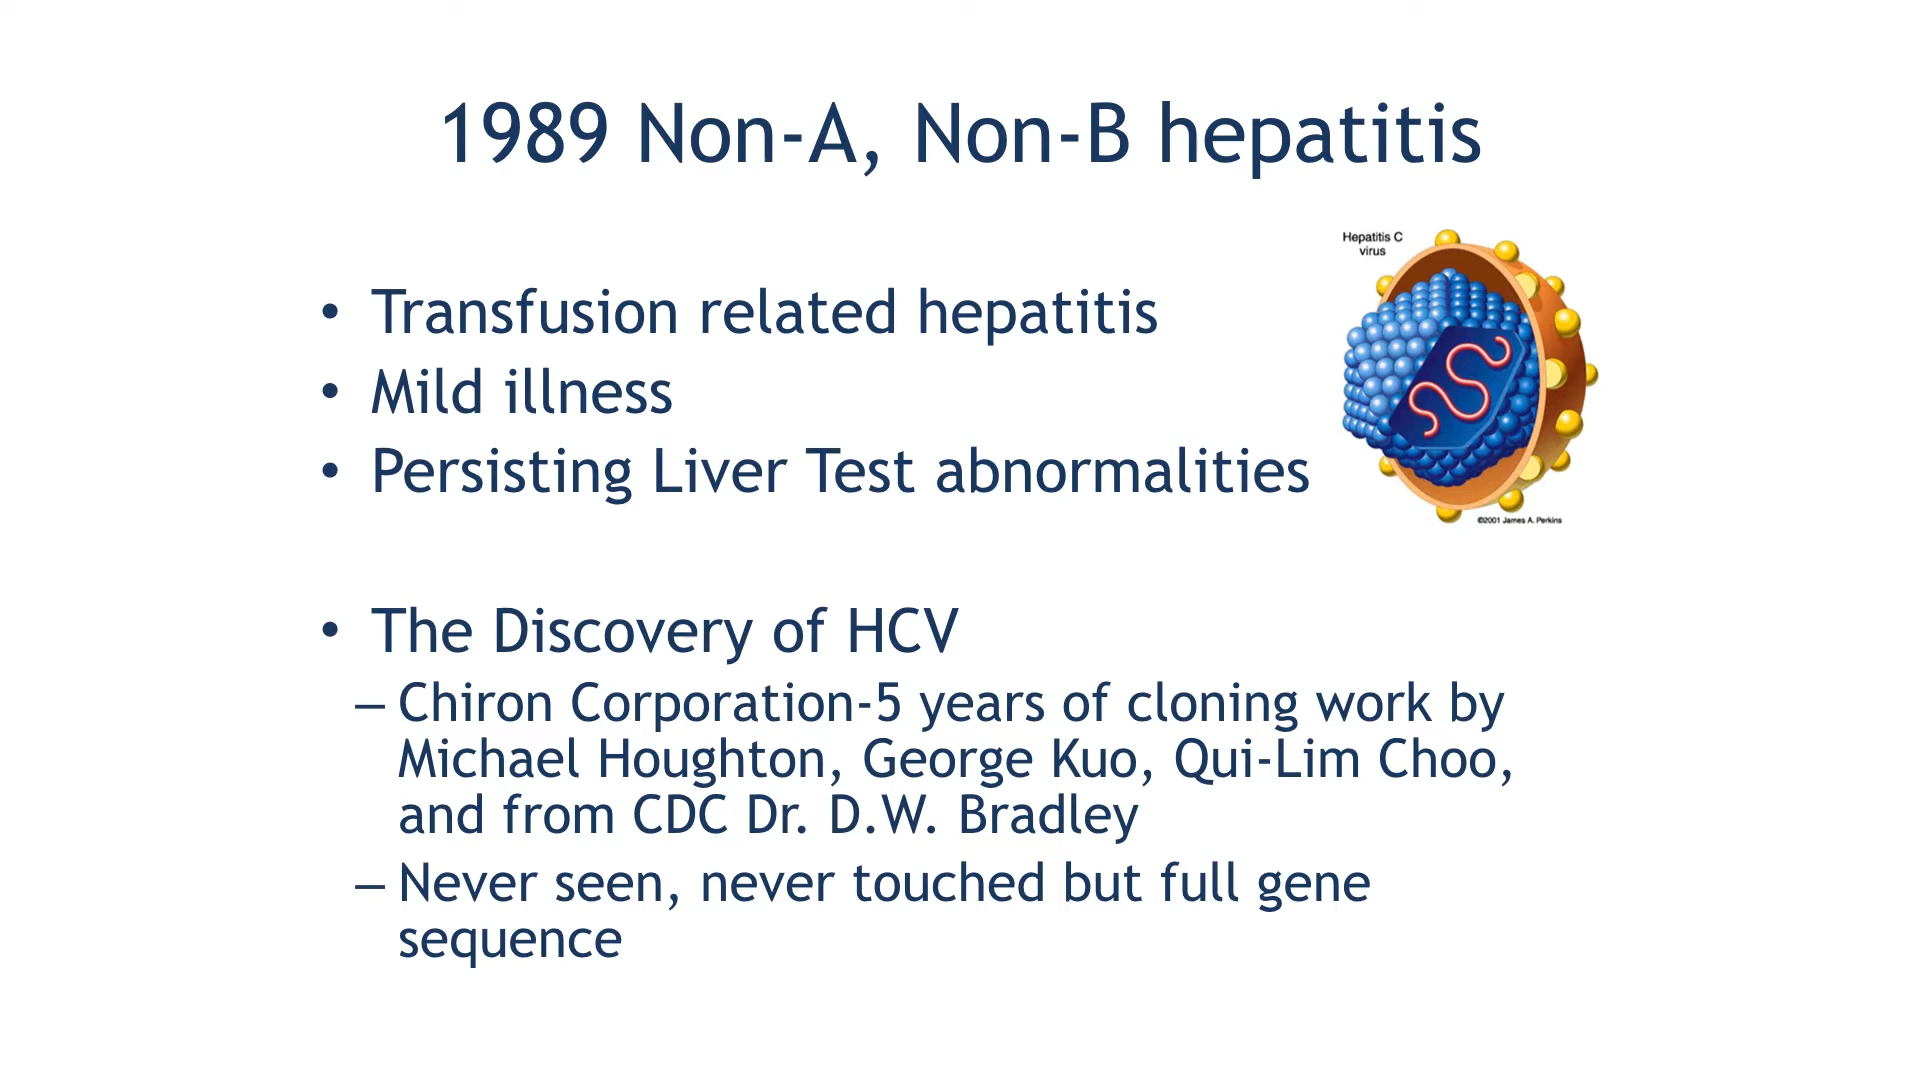 1989 Non-A, Non-B hepatitis
Hepatitis C
virus
• Transfusion related hepatitis
• Mild illness
• Persisting Liver Test abnormalities
©2001 James A. Perkins
• The Discovery of HCV
– Chiron Corporation-5 years of cloning work by
Michael Houghton, George Kuo, Qui-Lim Choo,
and from CDC Dr. D.W. Bradley
– Never seen, never touched but full gene
sequence